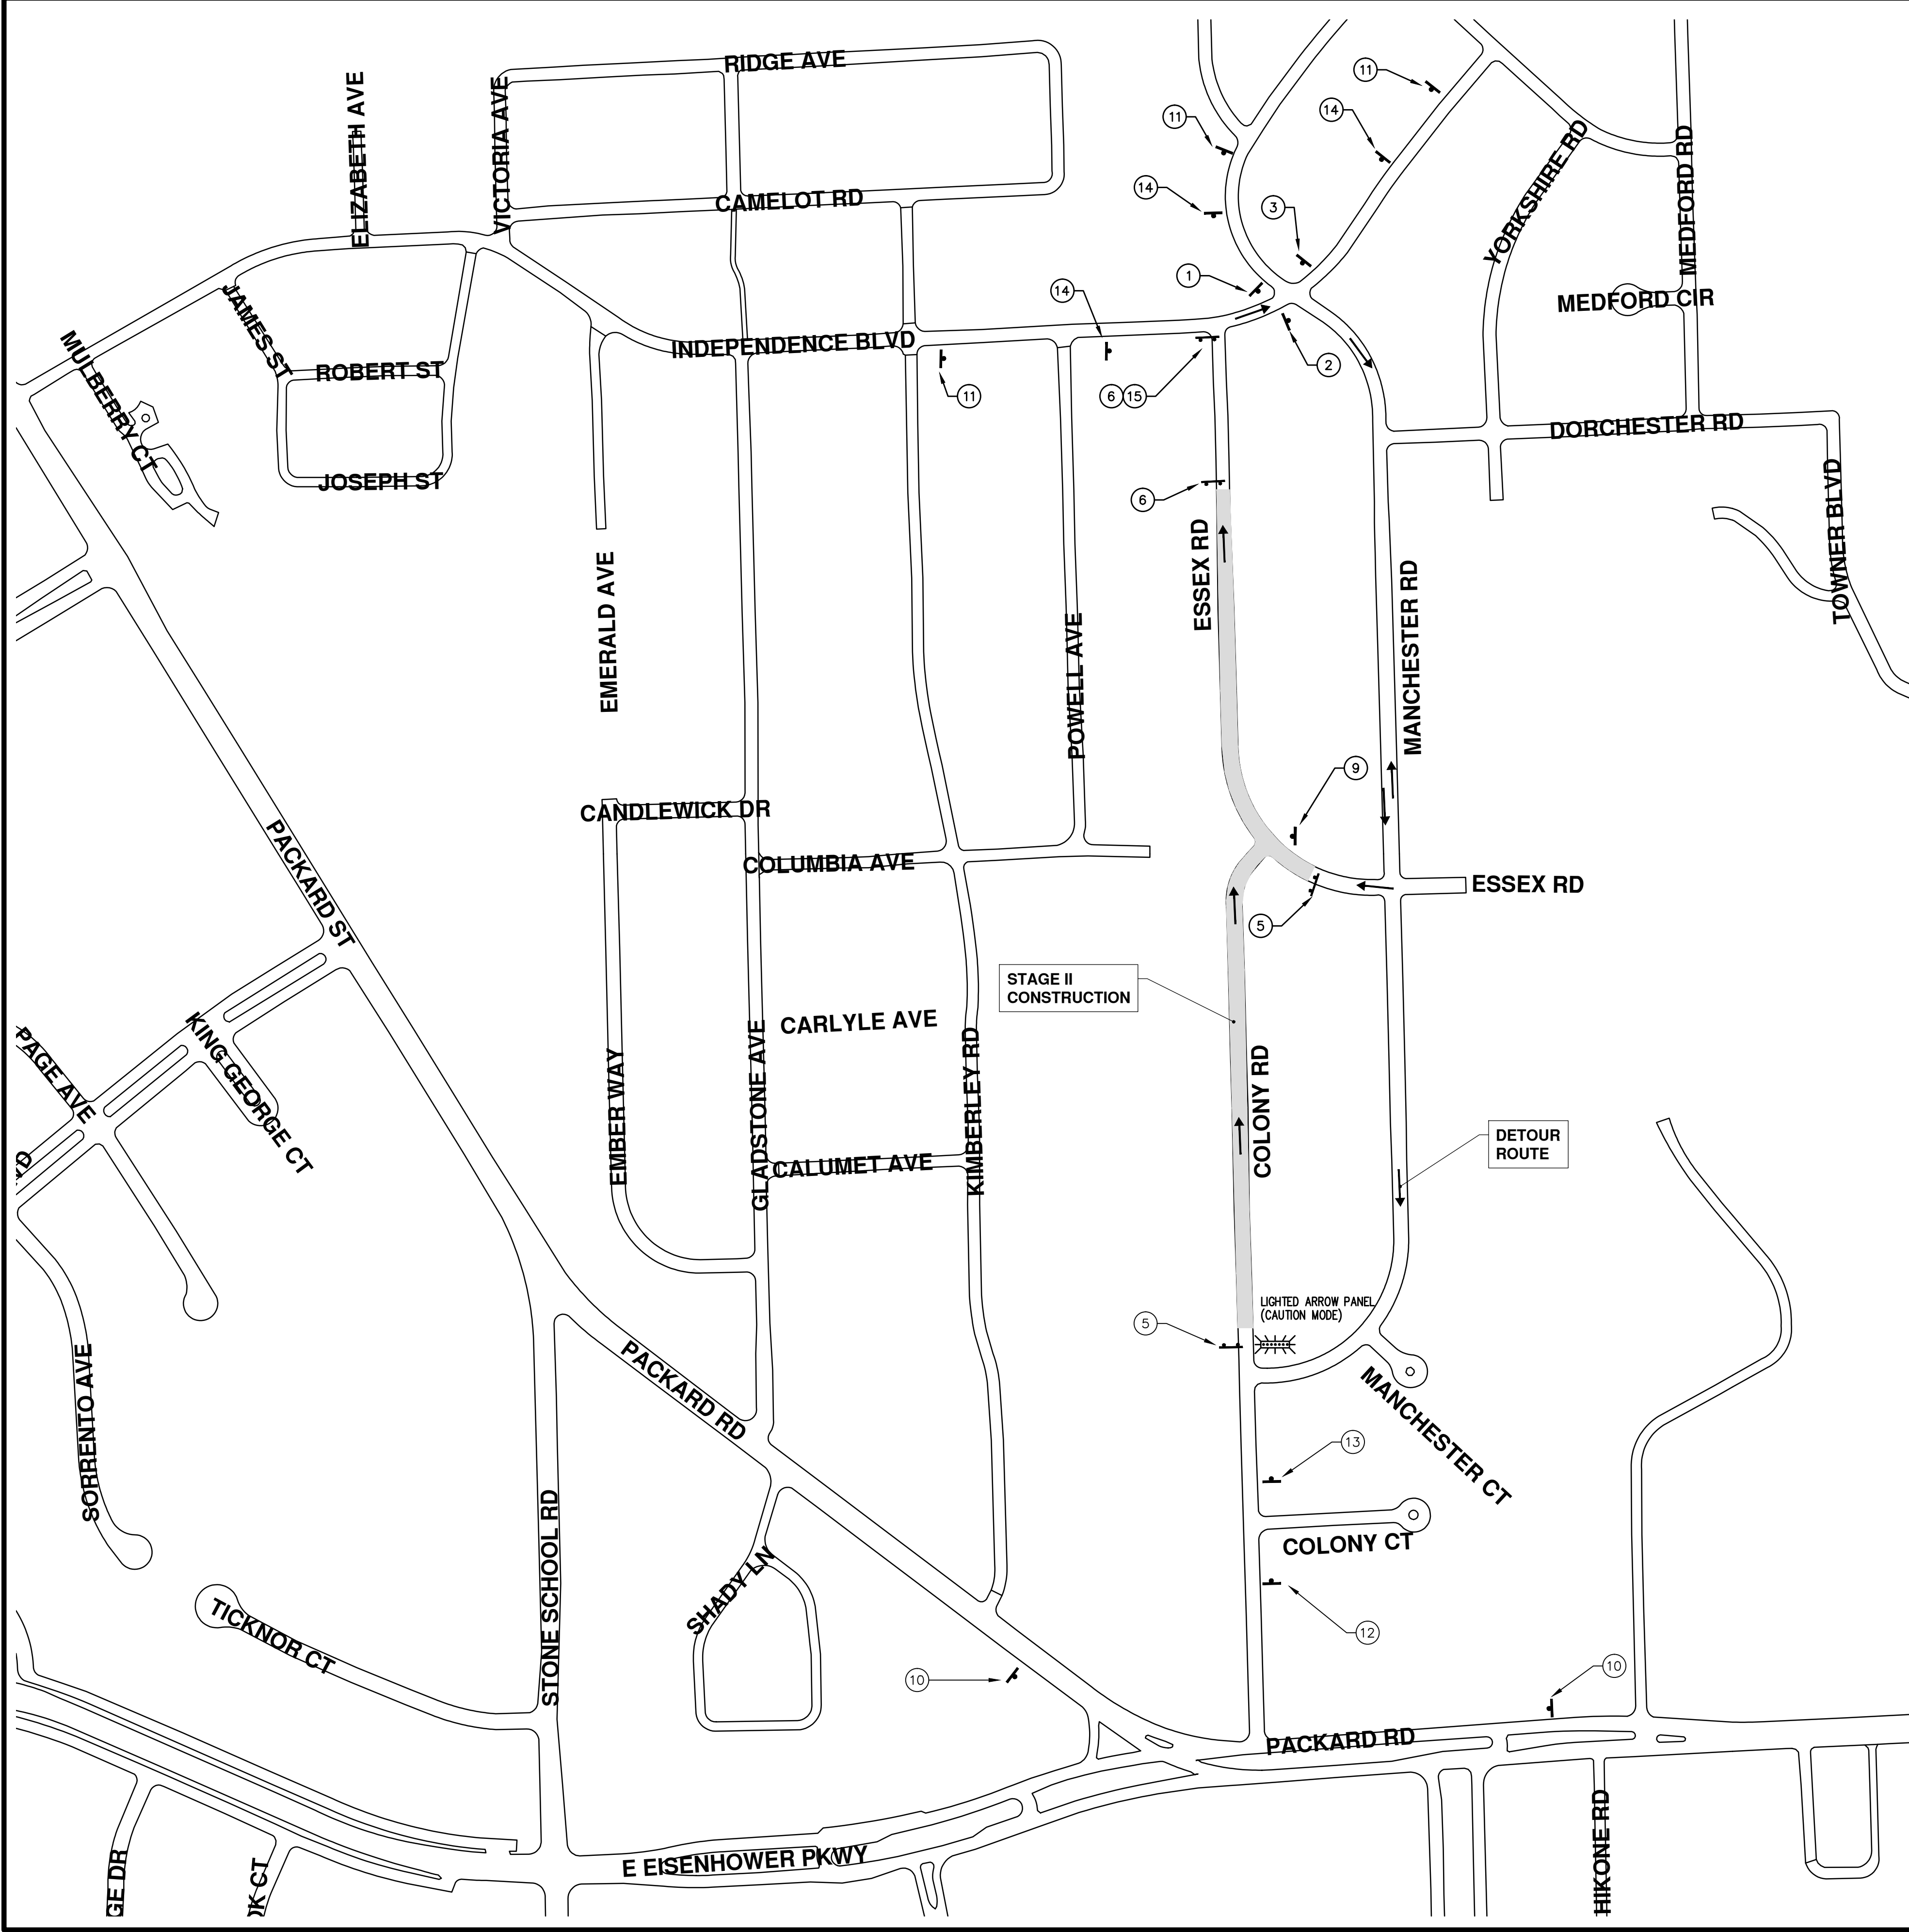 RIDGE AVE
11
ELIZABETH AVE
VICTORIA AVE
11
14
MEDFORD RD
YORKSHIRE RD
14
CAMELOT RD
3
1
14
MEDFORD CIR
JAMES ST
MULBERRY CT
INDEPENDENCE BLVD
ROBERT ST
2
11
6
15
DORCHESTER RD
JOSEPH ST
6
TOWNER BLVD
ESSEX RD
EMERALD AVE
MANCHESTER RD
POWELL AVE
9
CANDLEWICK DR
COLUMBIA AVE
PACKARD ST
ESSEX RD
5
STAGE II
CONSTRUCTION
CARLYLE AVE
PAGE AVE
KING GEORGE CT
EMBER WAY
GLADSTONE AVE
KIMBERLEY RD
COLONY RD
DETOUR
ROUTE
CALUMET AVE
LIGHTED ARROW PANEL
(CAUTION MODE)
5
PACKARD RD
SORRENTO AVE
MANCHESTER CT
13
COLONY CT
STONE SCHOOL RD
SHADY LN
12
TICKNOR CT
10
10
PACKARD RD
E EISENHOWER PKWY
HIKONE RD
GE DR
OK CT